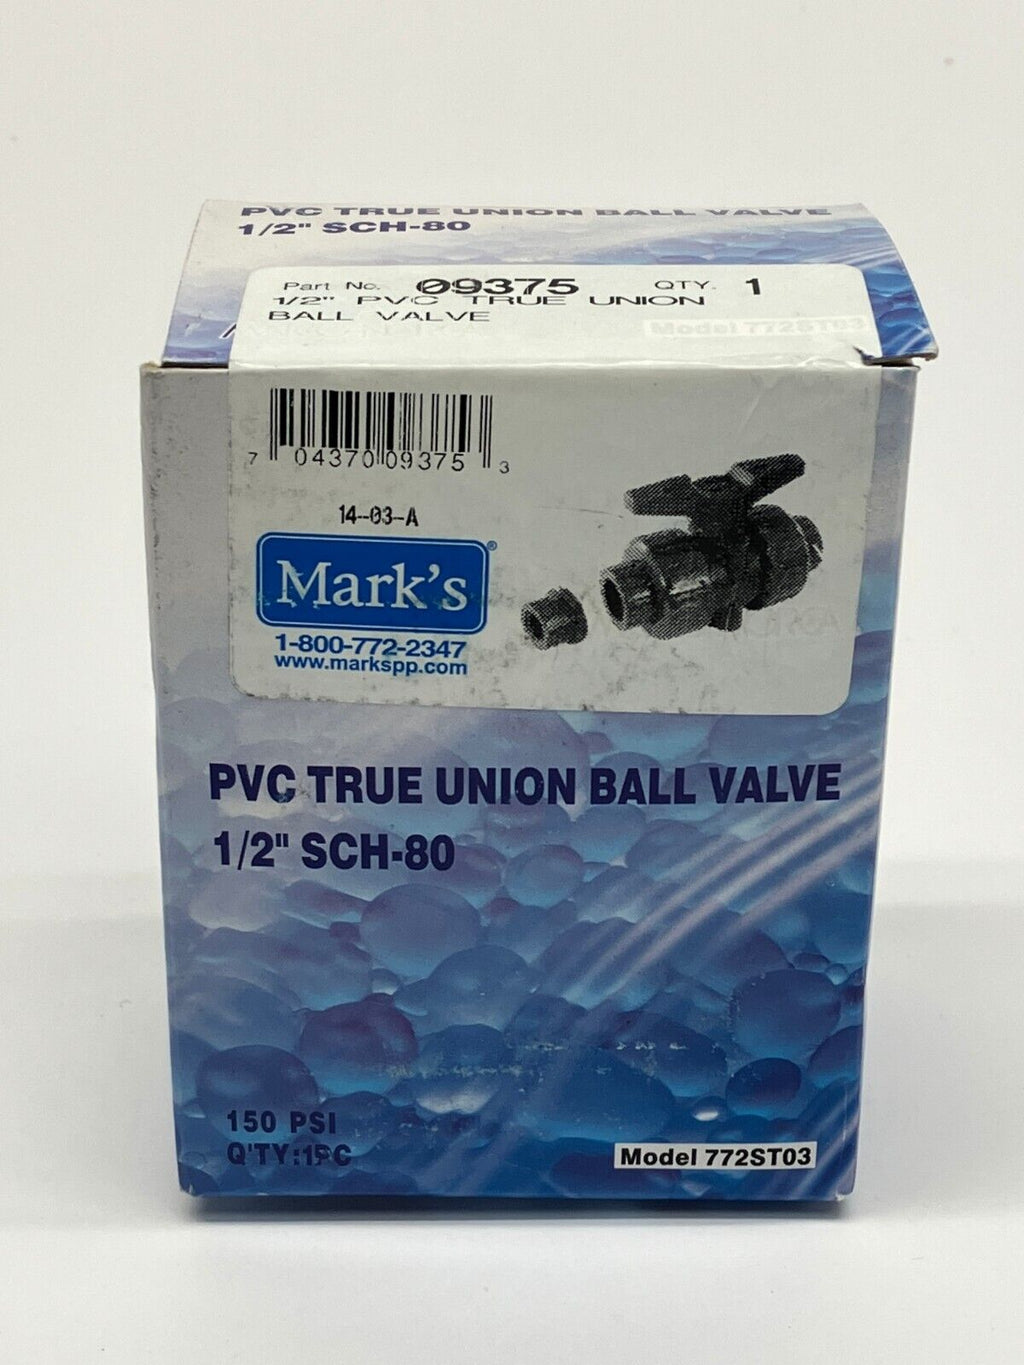 PVC TRUE UNION BALL VALVE
1/2" SCH-80
Part No. 09375 QTY. 1
1/2" PVC TRUE UNION
BALL VALVE
Model 772ST03
7 04370 09375 3
14-03-A
Mark's®
1-800-772-2347
www.markspp.com
PVC TRUE UNION BALL VALVE
1/2" SCH-80
150 PSI
Q'TY:1PC
Model 772ST03